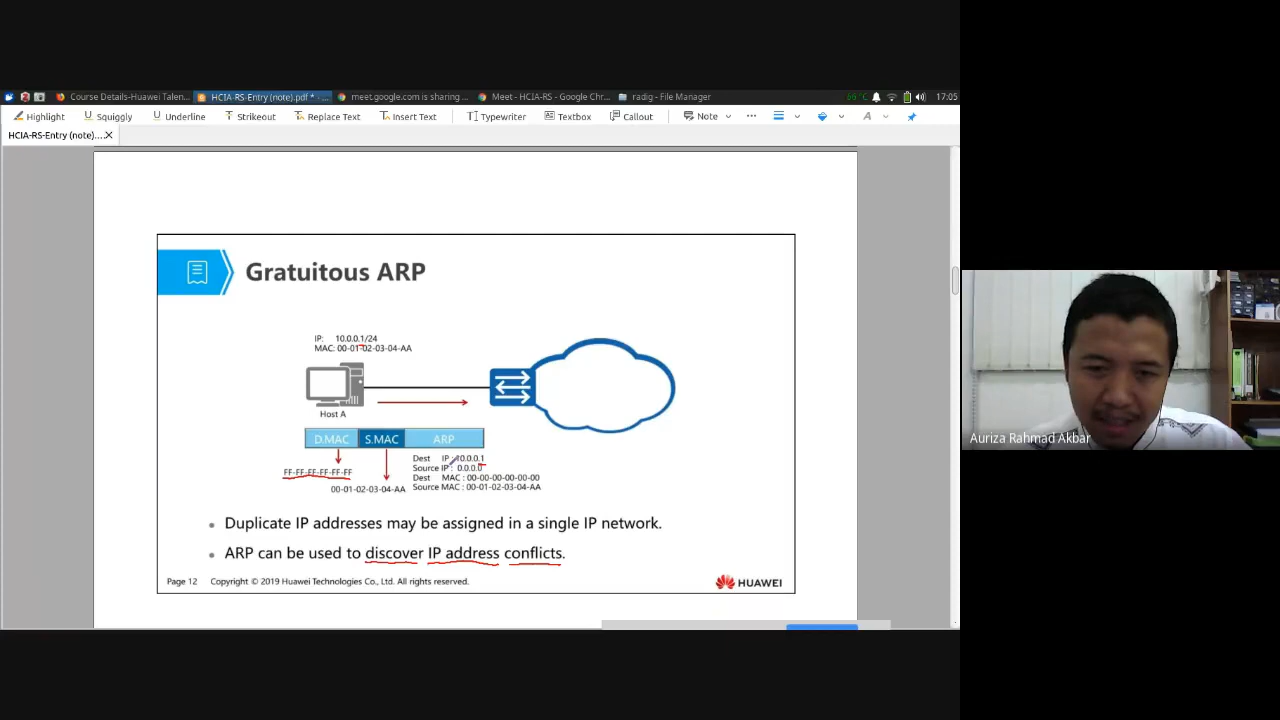 Course Details-Huawei Talen...
HCIA-RS-Entry (note).pdf * - ...
meet.google.com is sharing ...
Meet - HCIA-RS - Google Chr...
radig - File Manager
56°C
17:05
Highlight
Squiggly
Underline
Strikeout
Replace Text
Insert Text
Typewriter
Textbox
Callout
Note
HCIA-RS-Entry (note)....
Gratuitous ARP
IP: 10.0.0.1/24
MAC: 00-01-02-03-04-AA
Host A
D.MAC S.MAC ARP
FF-FF-FF-FF-FF-FF
00-01-02-03-04-AA
Dest IP : 10.0.0.1
Source IP : 0.0.0.0
Dest MAC : 00-00-00-00-00-00
Source MAC : 00-01-02-03-04-AA
Duplicate IP addresses may be assigned in a single IP network.
ARP can be used to discover IP address conflicts.
Page 12 Copyright © 2019 Huawei Technologies Co., Ltd. All rights reserved.
HUAWEI
Auriza Rahmad Akbar